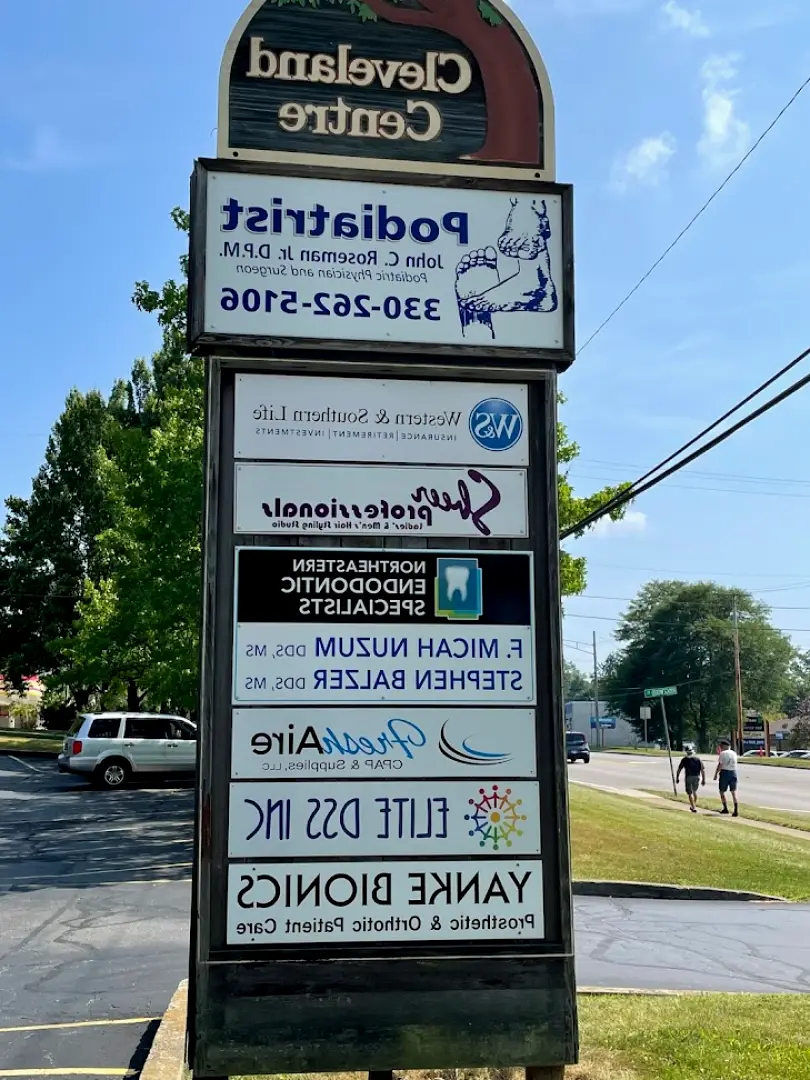 Cleveland
Centre
Podiatrist
John C. Roseman Jr. D.P.M.
Podiatric Physician and Surgeon
330-262-5106
W&S
Western & Southern Life
INSURANCE | RETIREMENT | INVESTMENTS
Sheer professionals
Ladies' & Men's Hair Styling Studio
NORTHEASTERN
ENDODONTIC
SPECIALISTS
F. MICAH NUZUM DDS, MS
STEPHEN BALZER DDS, MS
FreshAire
CPAP & Supplies, LLC
ELITE DSS INC
YANKE BIONICS
Prosthetic & Orthotic Patient Care